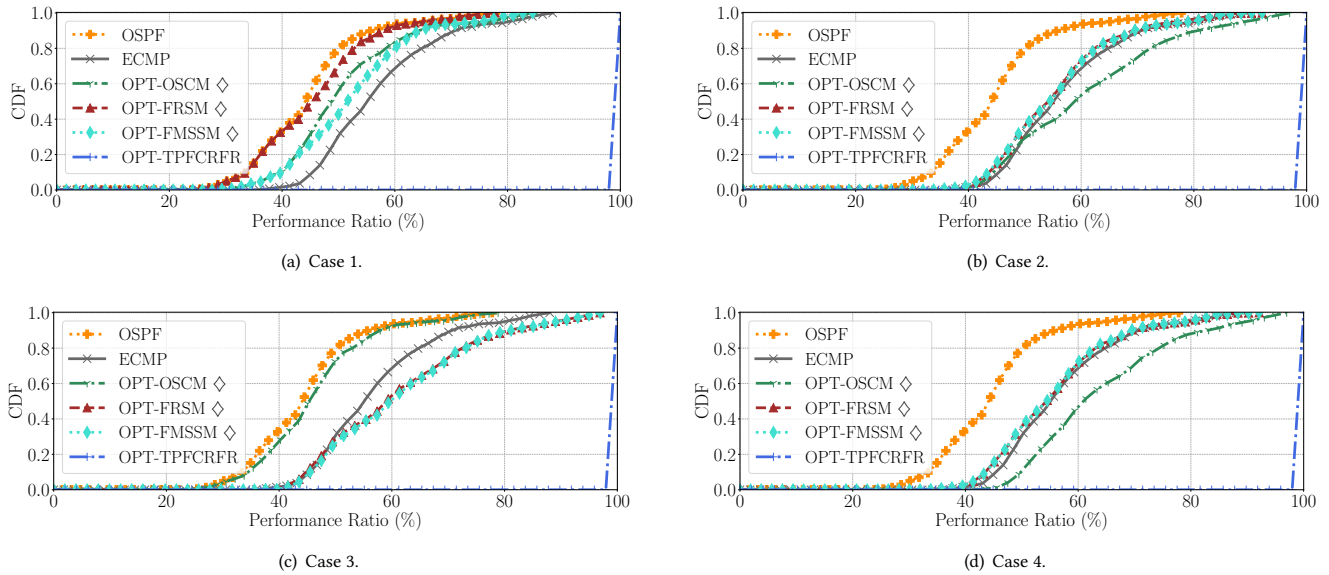 1.0
0.8
0.6
0.4
0.2
0.0
CDF
OSPF
ECMP
OPT-OSCM ◇
OPT-FRSM ◇
OPT-FMSSM ◇
OPT-TPFCRFR
0 20 40 60 80 100
Performance Ratio (%)
(a) Case 1.
1.0
0.8
0.6
0.4
0.2
0.0
CDF
OSPF
ECMP
OPT-OSCM ◇
OPT-FRSM ◇
OPT-FMSSM ◇
OPT-TPFCRFR
0 20 40 60 80 100
Performance Ratio (%)
(b) Case 2.
1.0
0.8
0.6
0.4
0.2
0.0
CDF
OSPF
ECMP
OPT-OSCM ◇
OPT-FRSM ◇
OPT-FMSSM ◇
OPT-TPFCRFR
0 20 40 60 80 100
Performance Ratio (%)
(c) Case 3.
1.0
0.8
0.6
0.4
0.2
0.0
CDF
OSPF
ECMP
OPT-OSCM ◇
OPT-FRSM ◇
OPT-FMSSM ◇
OPT-TPFCRFR
0 20 40 60 80 100
Performance Ratio (%)
(d) Case 4.